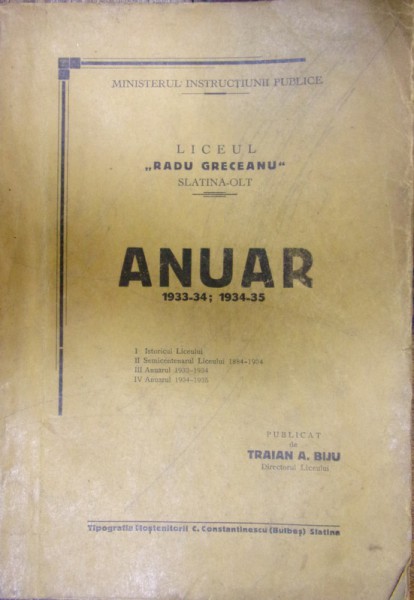 MINISTERUL INSTRUCȚIUNII PUBLICE
LICEUL
„RADU GRECEANU“
SLATINA-OLT
ANUAR
1933-34; 1934-35
I Istoricul Liceului
II Semicentenarul Liceului 1884–1934
III Anuarul 1933–1934
IV Anuarul 1934–1935
PUBLICAT
de
TRAIAN A. BIJU
Directorul Liceului
Tipografia Moștenitorii C. Constantinescu (Bulbeș) Slatina